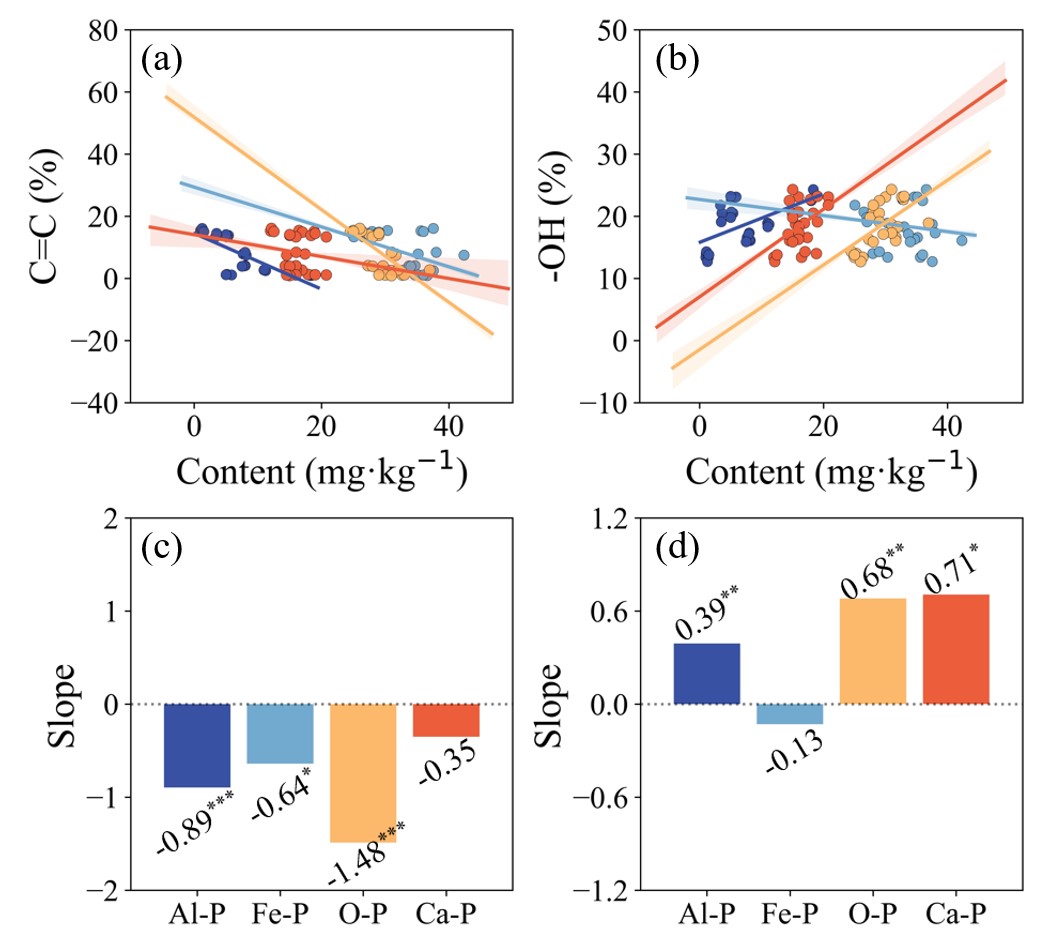 (a)
80
60
40
20
0
−20
−40
C=C (%)
0 20 40
Content (mg·kg⁻¹)
(b)
50
40
30
20
10
0
−10
-OH (%)
0 20 40
Content (mg·kg⁻¹)
(c)
2
1
0
−1
−2
Slope
-0.89***
-0.64*
-1.48***
-0.35
Al-P Fe-P O-P Ca-P
(d)
1.2
0.6
0.0
−0.6
−1.2
Slope
0.39**
-0.13
0.68**
0.71*
Al-P Fe-P O-P Ca-P